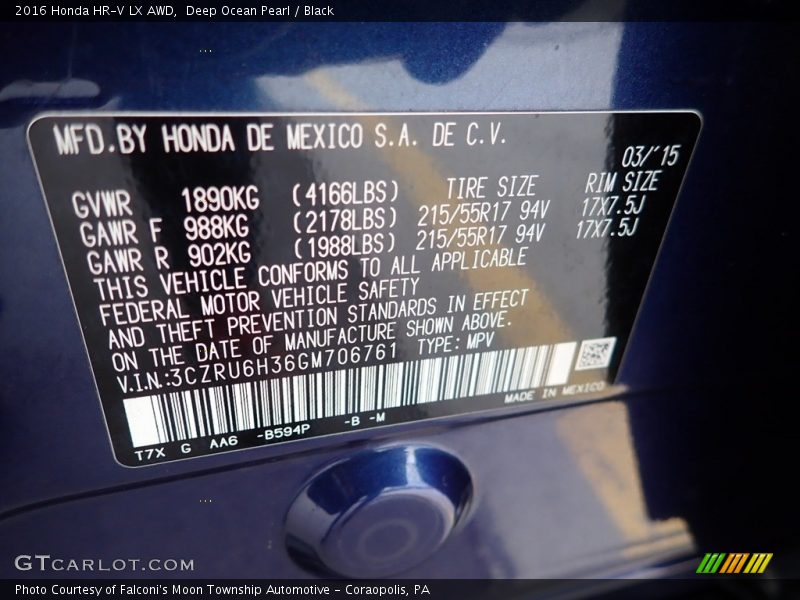 2016 Honda HR-V LX AWD,  Deep Ocean Pearl / Black
MFD.BY HONDA DE MEXICO S.A. DE C.V.
03/'15
GVWR 1890KG (4166LBS) TIRE SIZE RIM SIZE
GAWR F 988KG (2178LBS) 215/55R17 94V 17X7.5J
GAWR R 902KG (1988LBS) 215/55R17 94V 17X7.5J
THIS VEHICLE CONFORMS TO ALL APPLICABLE
FEDERAL MOTOR VEHICLE SAFETY
AND THEFT PREVENTION STANDARDS IN EFFECT
ON THE DATE OF MANUFACTURE SHOWN ABOVE.
V.I.N:3CZRU6H36GM706761 TYPE: MPV
MADE IN MEXICO
T7X G AA6 -B594P -B -M
GTCARLOT.COM
Photo Courtesy of Falconi's Moon Township Automotive - Coraopolis, PA